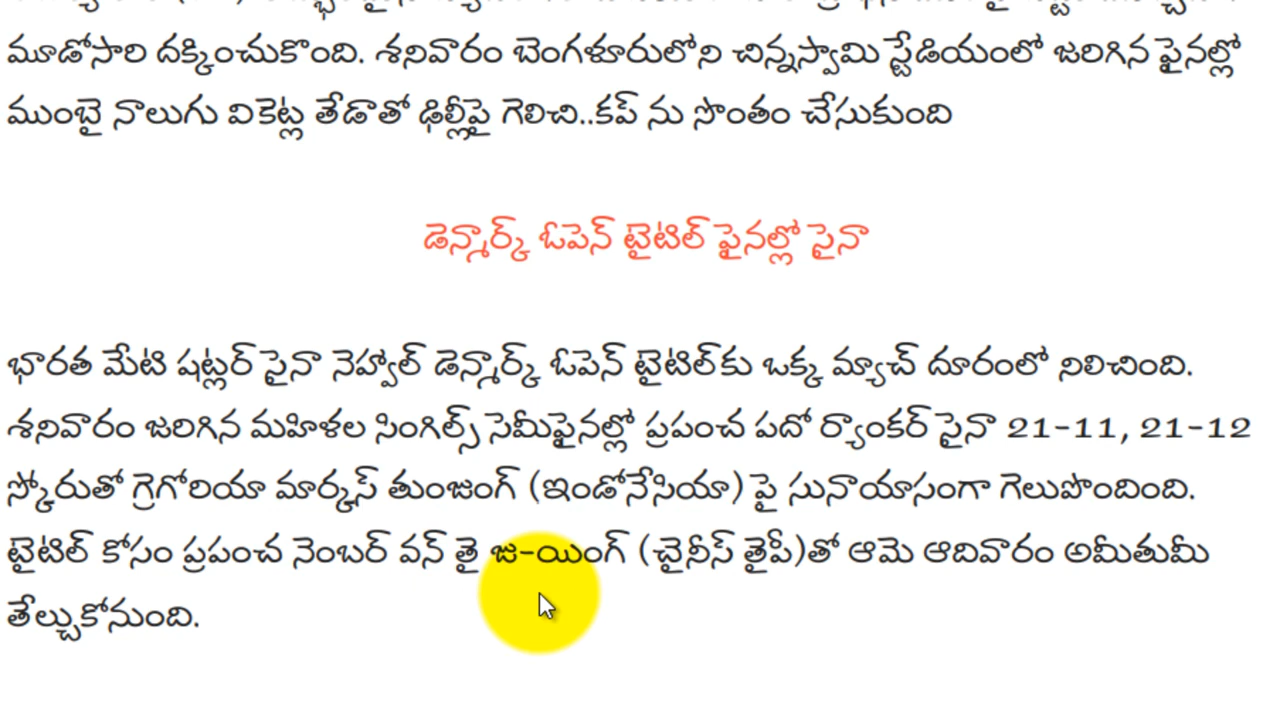 మూడోసారి దక్కించుకొంది. శనివారం బెంగళూరులోని చిన్నస్వామి స్టేడియంలో జరిగిన ఫైనల్లో
ముంబై నాలుగు వికెట్ల తేడాతో ఢిల్లీపై గెలిచి..కప్ ను సొంతం చేసుకుంది
డెన్మార్క్ ఓపెన్ టైటిల్ ఫైనల్లో సైనా
భారత మేటి షట్లర్ సైనా నెహ్వాల్ డెన్మార్క్ ఓపెన్ టైటిల్‌కు ఒక్క మ్యాచ్ దూరంలో నిలిచింది.
శనివారం జరిగిన మహిళల సింగిల్స్ సెమీఫైనల్లో ప్రపంచ పదో ర్యాంకర్ సైనా 21-11, 21-12
స్కోరుతో గ్రెగోరియా మార్కస్ తుంజంగ్ (ఇండోనేసియా) పై సునాయాసంగా గెలుపొందింది.
టైటిల్ కోసం ప్రపంచ నెంబర్ వన్ తై జు-యింగ్ (చైనీస్ తైపీ)తో ఆమె ఆదివారం అమీతుమీ
తేల్చుకోనుంది.